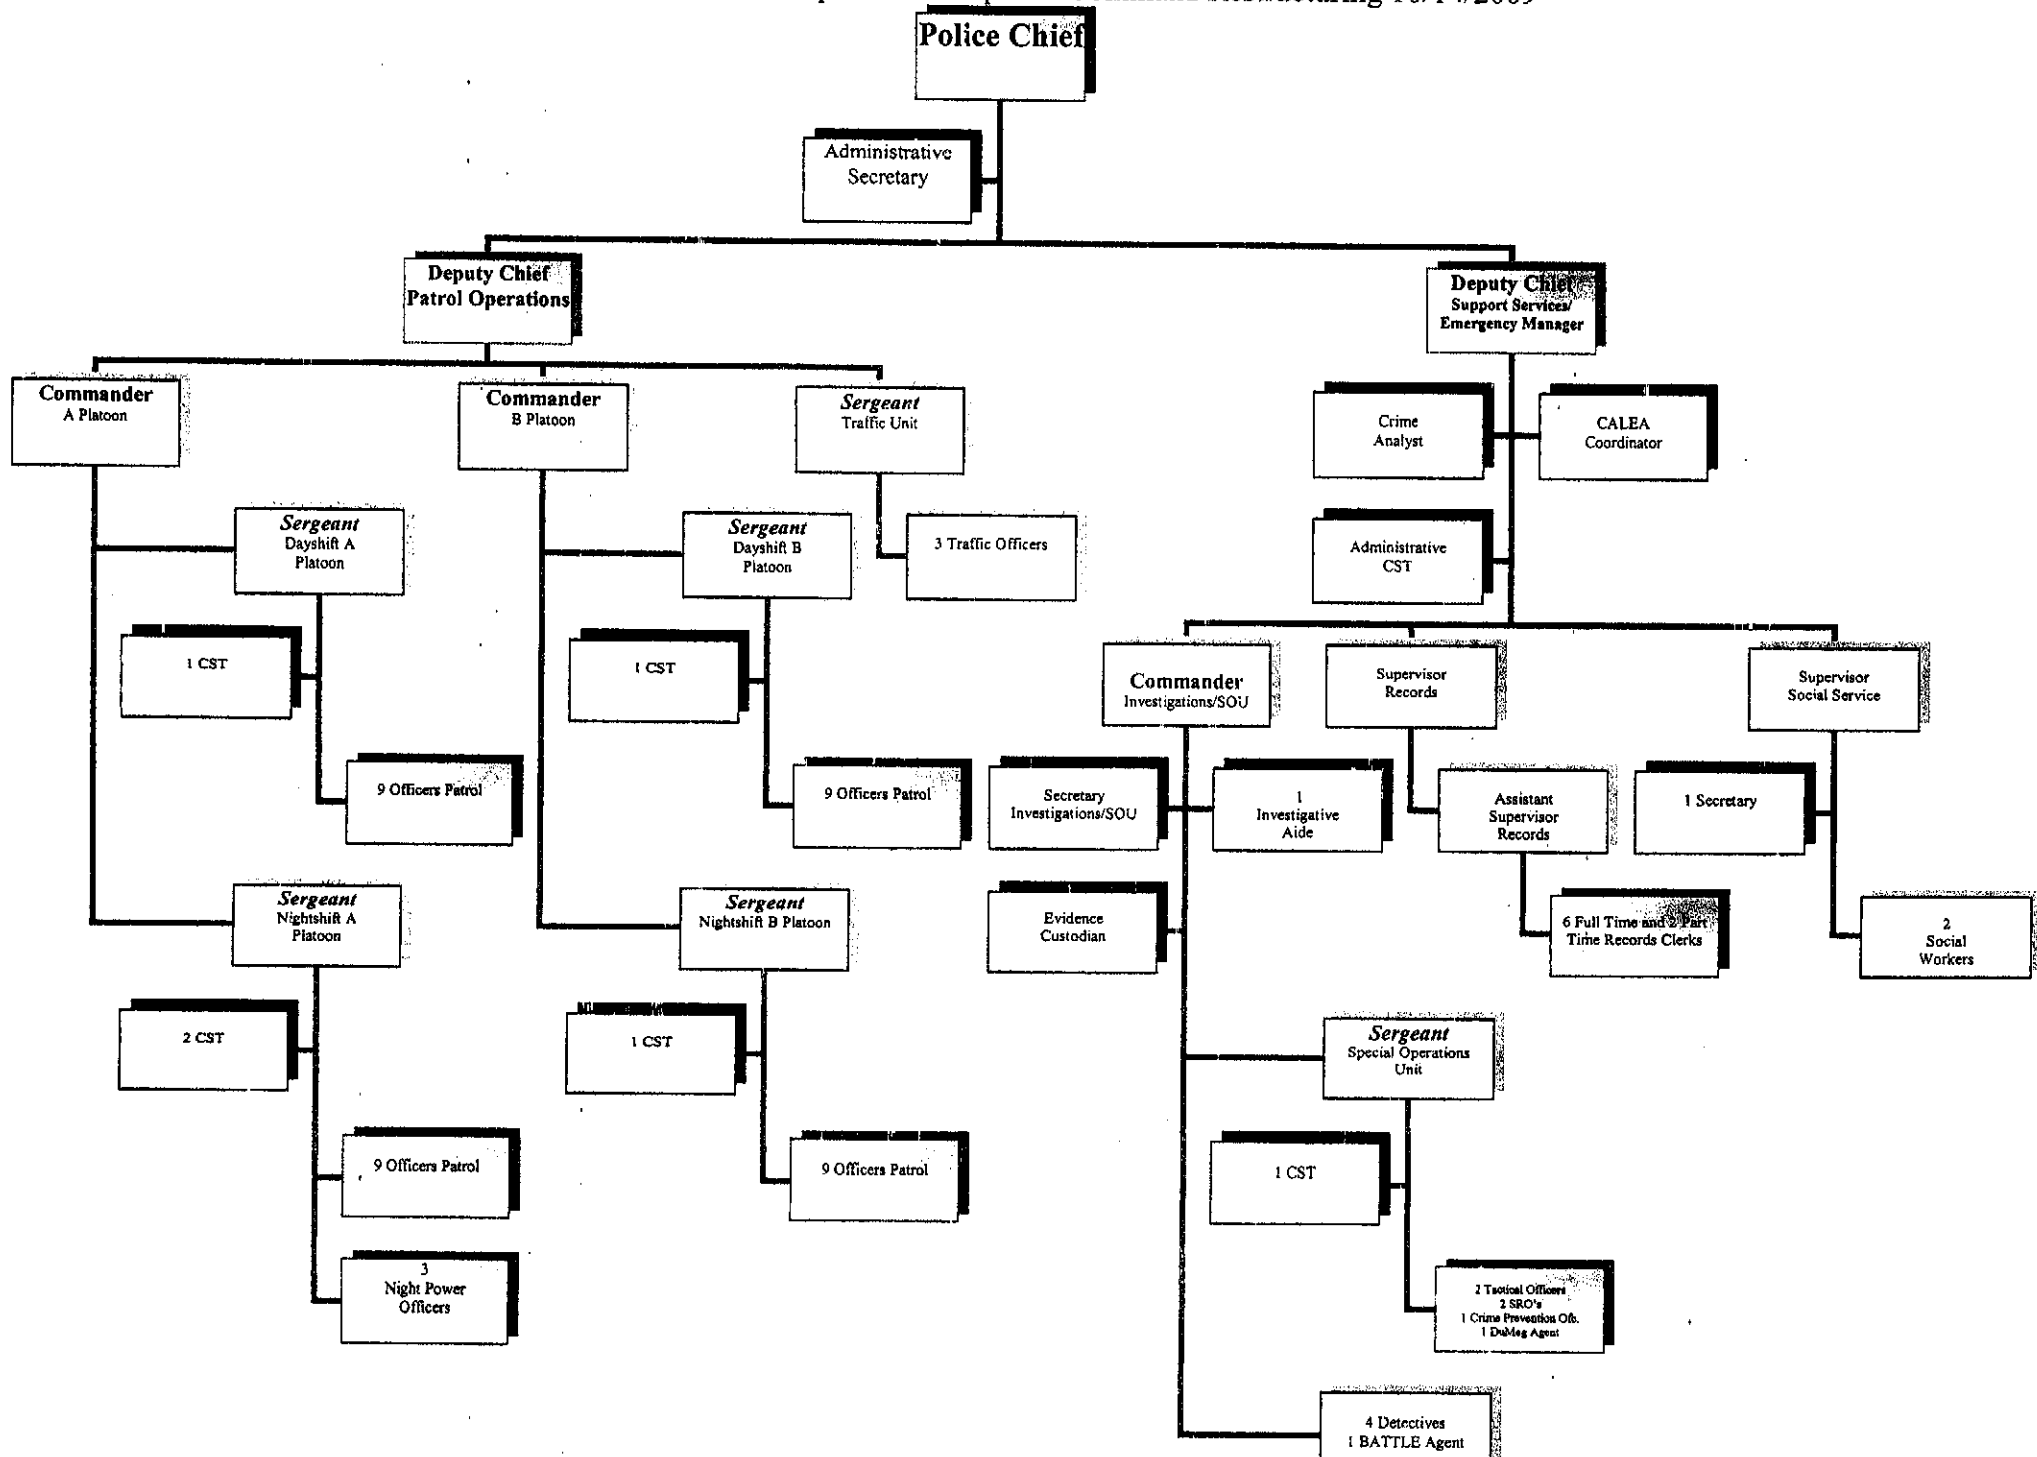 Police Chief
Administrative
Secretary
Deputy Chief
Patrol Operations
Deputy Chief
Support Services/
Emergency Manager
Commander
A Platoon
Commander
B Platoon
Sergeant
Traffic Unit
Crime
Analyst
CALEA
Coordinator
Sergeant
Dayshift A
Platoon
Sergeant
Dayshift B
Platoon
3 Traffic Officers
Administrative
CST
1 CST
1 CST
Commander
Investigations/SOU
Supervisor
Records
Supervisor
Social Service
9 Officers Patrol
9 Officers Patrol
Secretary
Investigations/SOU
1
Investigative
Aide
Assistant
Supervisor
Records
1 Secretary
Sergeant
Nightshift A
Platoon
Sergeant
Nightshift B Platoon
Evidence
Custodian
6 Full Time and 2 Part
Time Records Clerks
2
Social
Workers
2 CST
1 CST
Sergeant
Special Operations
Unit
9 Officers Patrol
9 Officers Patrol
1 CST
3
Night Power
Officers
2 Tactical Officers
2 SRO's
1 Crime Prevention Ofc.
1 DuMeg Agent
4 Detectives
1 BATTLE Agent